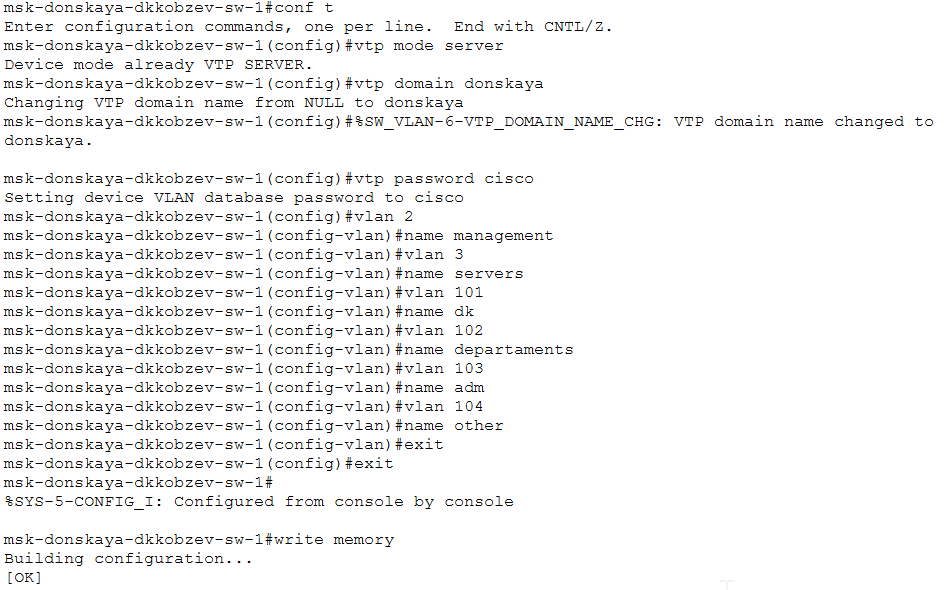 msk-donskaya-dkkobzev-sw-1#conf t
Enter configuration commands, one per line.  End with CNTL/Z.
msk-donskaya-dkkobzev-sw-1(config)#vtp mode server
Device mode already VTP SERVER.
msk-donskaya-dkkobzev-sw-1(config)#vtp domain donskaya
Changing VTP domain name from NULL to donskaya
msk-donskaya-dkkobzev-sw-1(config)#%SW_VLAN-6-VTP_DOMAIN_NAME_CHG: VTP domain name changed to
donskaya.
msk-donskaya-dkkobzev-sw-1(config)#vtp password cisco
Setting device VLAN database password to cisco
msk-donskaya-dkkobzev-sw-1(config)#vlan 2
msk-donskaya-dkkobzev-sw-1(config-vlan)#name management
msk-donskaya-dkkobzev-sw-1(config-vlan)#vlan 3
msk-donskaya-dkkobzev-sw-1(config-vlan)#name servers
msk-donskaya-dkkobzev-sw-1(config-vlan)#vlan 101
msk-donskaya-dkkobzev-sw-1(config-vlan)#name dk
msk-donskaya-dkkobzev-sw-1(config-vlan)#vlan 102
msk-donskaya-dkkobzev-sw-1(config-vlan)#name departaments
msk-donskaya-dkkobzev-sw-1(config-vlan)#vlan 103
msk-donskaya-dkkobzev-sw-1(config-vlan)#name adm
msk-donskaya-dkkobzev-sw-1(config-vlan)#vlan 104
msk-donskaya-dkkobzev-sw-1(config-vlan)#name other
msk-donskaya-dkkobzev-sw-1(config-vlan)#exit
msk-donskaya-dkkobzev-sw-1(config)#exit
msk-donskaya-dkkobzev-sw-1#
%SYS-5-CONFIG_I: Configured from console by console
msk-donskaya-dkkobzev-sw-1#write memory
Building configuration...
[OK]